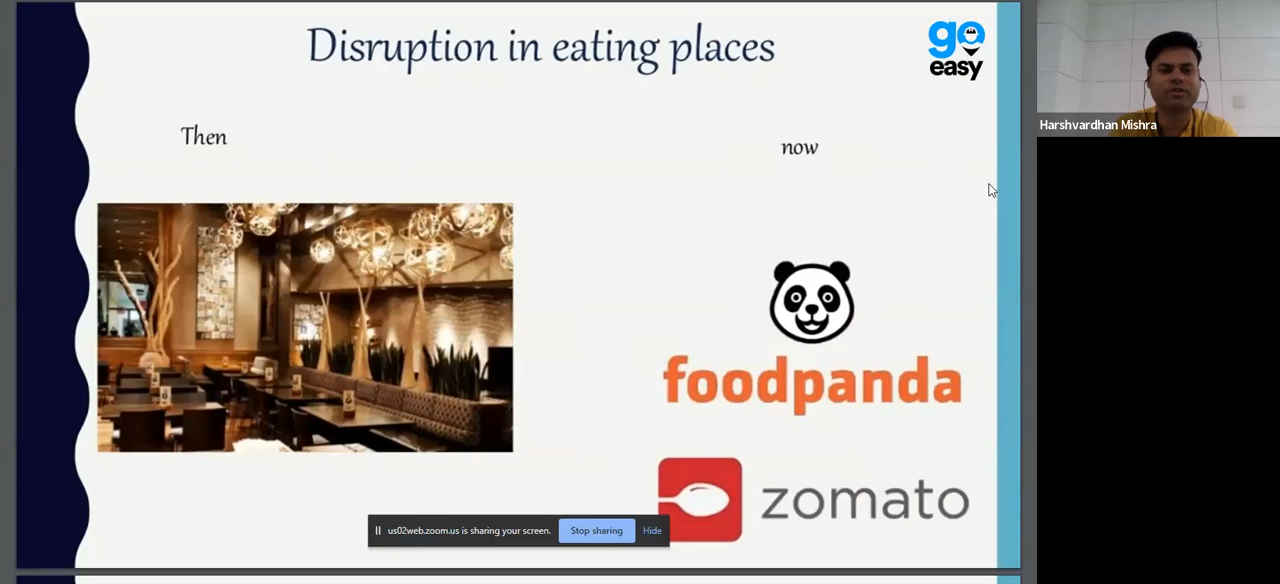 Disruption in eating places
go
easy
Harshvardhan Mishra
Then
now
foodpanda
zomato
us02web.zoom.us is sharing your screen.
Stop sharing
Hide